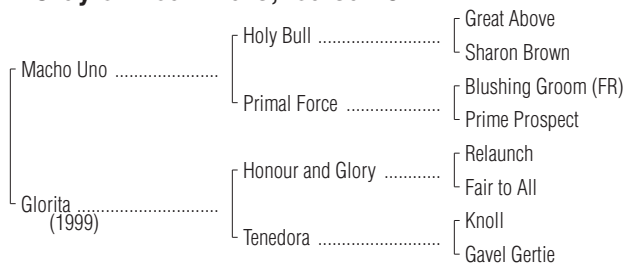 Great Above
Holy Bull ..............................
Sharon Brown
Macho Uno .........................
Blushing Groom (FR)
Primal Force .......................
Prime Prospect
Relaunch
Honour and Glory .............
Fair to All
Glorita ..................................
(1999)
Knoll
Tenedora ..............................
Gavel Gertie